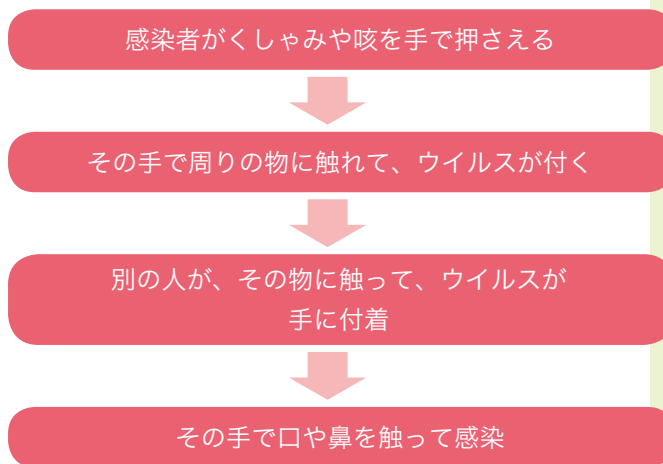 感染者がくしゃみや咳を手で押さえる
その手で周りの物に触れて、ウイルスが付く
別の人が、その物に触って、ウイルスが
手に付着
その手で口や鼻を触って感染